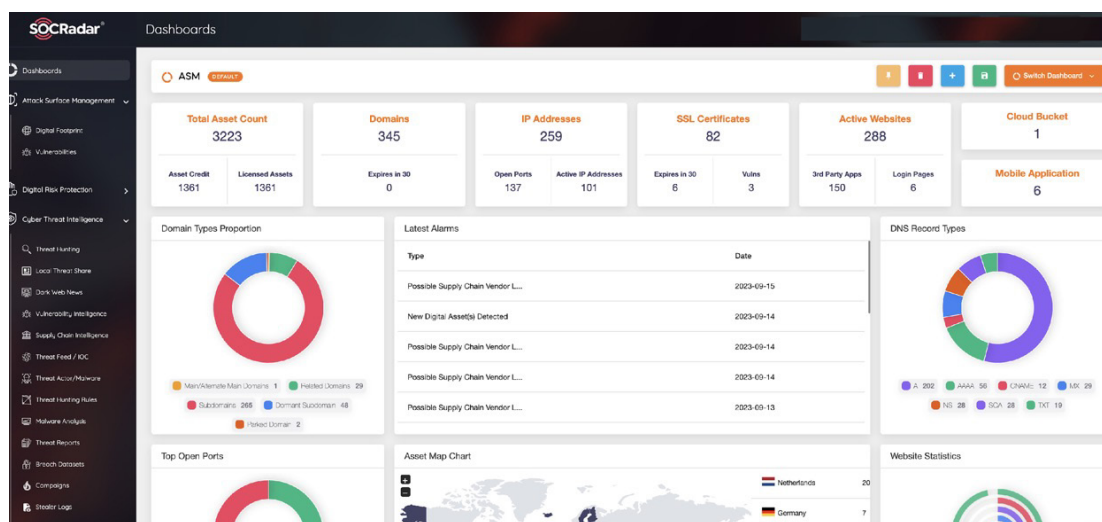 SOCRadar®
Dashboards
Dashboards
Attack Surface Management
Digital Footprint
Vulnerabilities
Digital Risk Protection
Cyber Threat Intelligence
Threat Hunting
Local Threat Share
Dark Web News
Vulnerability Intelligence
Supply Chain Intelligence
Threat Feed / IOC
Threat Actor/Malware
Threat Hunting Rules
Malware Analysis
Threat Reports
Breach Datasets
Campaigns
Stealer Logs
ASM DEFAULT
Switch Dashboard
Total Asset Count
3223
Asset Credit Licensed Assets
1361 1361
Domains
345
Expires in 30
0
IP Addresses
259
Open Ports Active IP Addresses
137 101
SSL Certificates
82
Expires in 30 Vulns
6 3
Active Websites
288
3rd Party Apps Login Pages
150 6
Cloud Bucket
1
Mobile Application
6
Domain Types Proportion
Main/Alternate Main Domains 1 Related Domains 29
Subdomains 265 Dormant Subdomain 48
Parked Domain 2
Latest Alarms
Type Date
Possible Supply Chain Vendor L... 2023-09-15
New Digital Asset(s) Detected 2023-09-14
Possible Supply Chain Vendor L... 2023-09-14
Possible Supply Chain Vendor L... 2023-09-14
Possible Supply Chain Vendor L... 2023-09-13
DNS Record Types
A 202 AAAA 56 CNAME 12 MX 29
NS 28 SOA 28 TXT 19
Top Open Ports
Asset Map Chart
+
Netherlands 20
Germany 7
Website Statistics